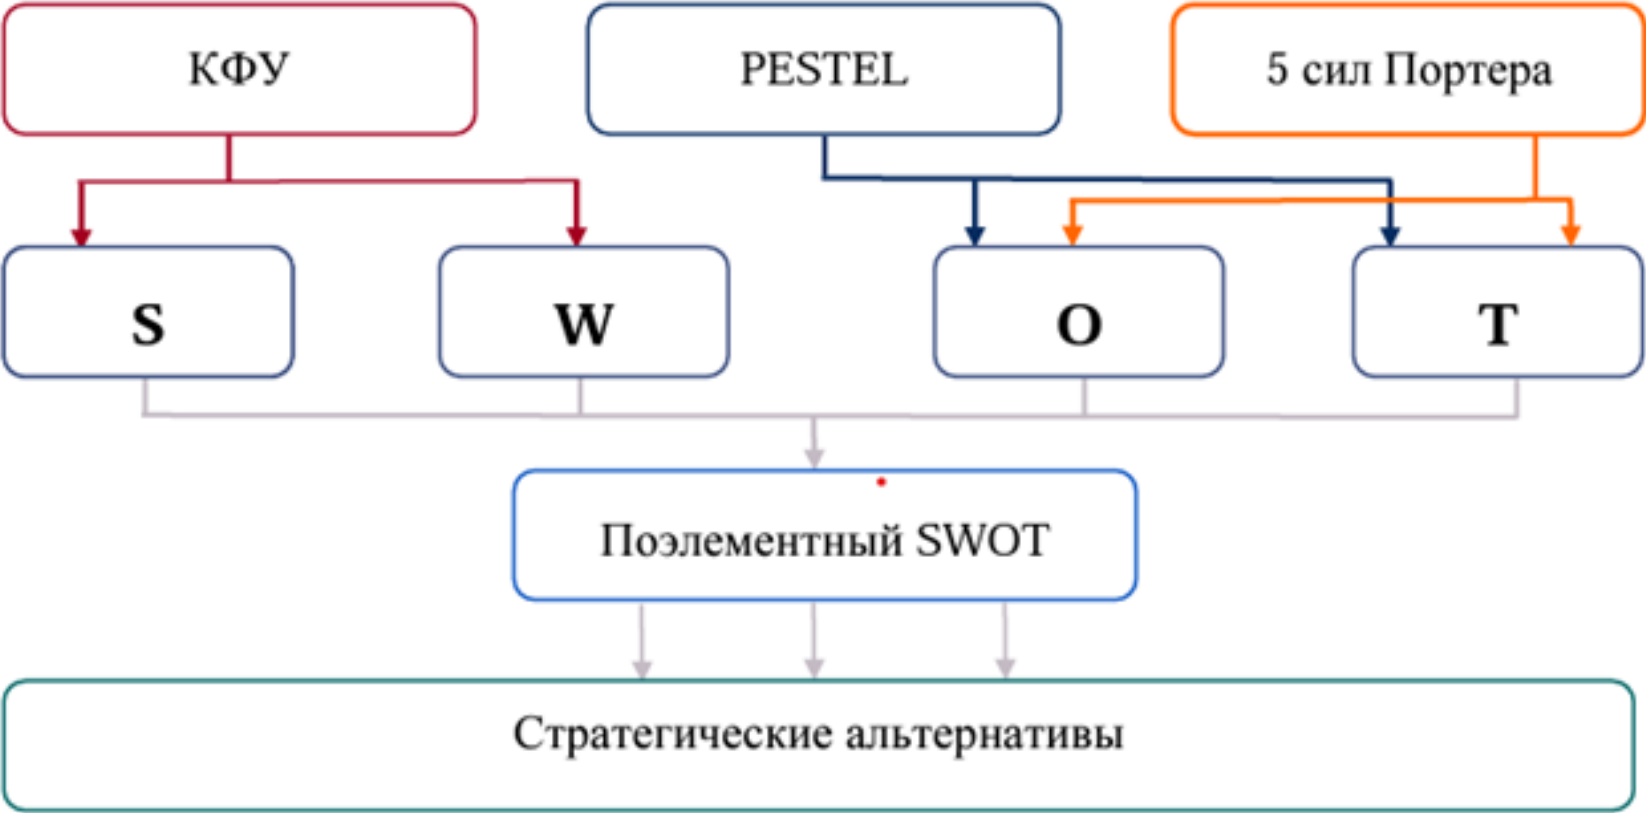 КФУ
PESTEL
5 сил Портера
S
W
O
T
Поэлементный SWOT
Стратегические альтернативы